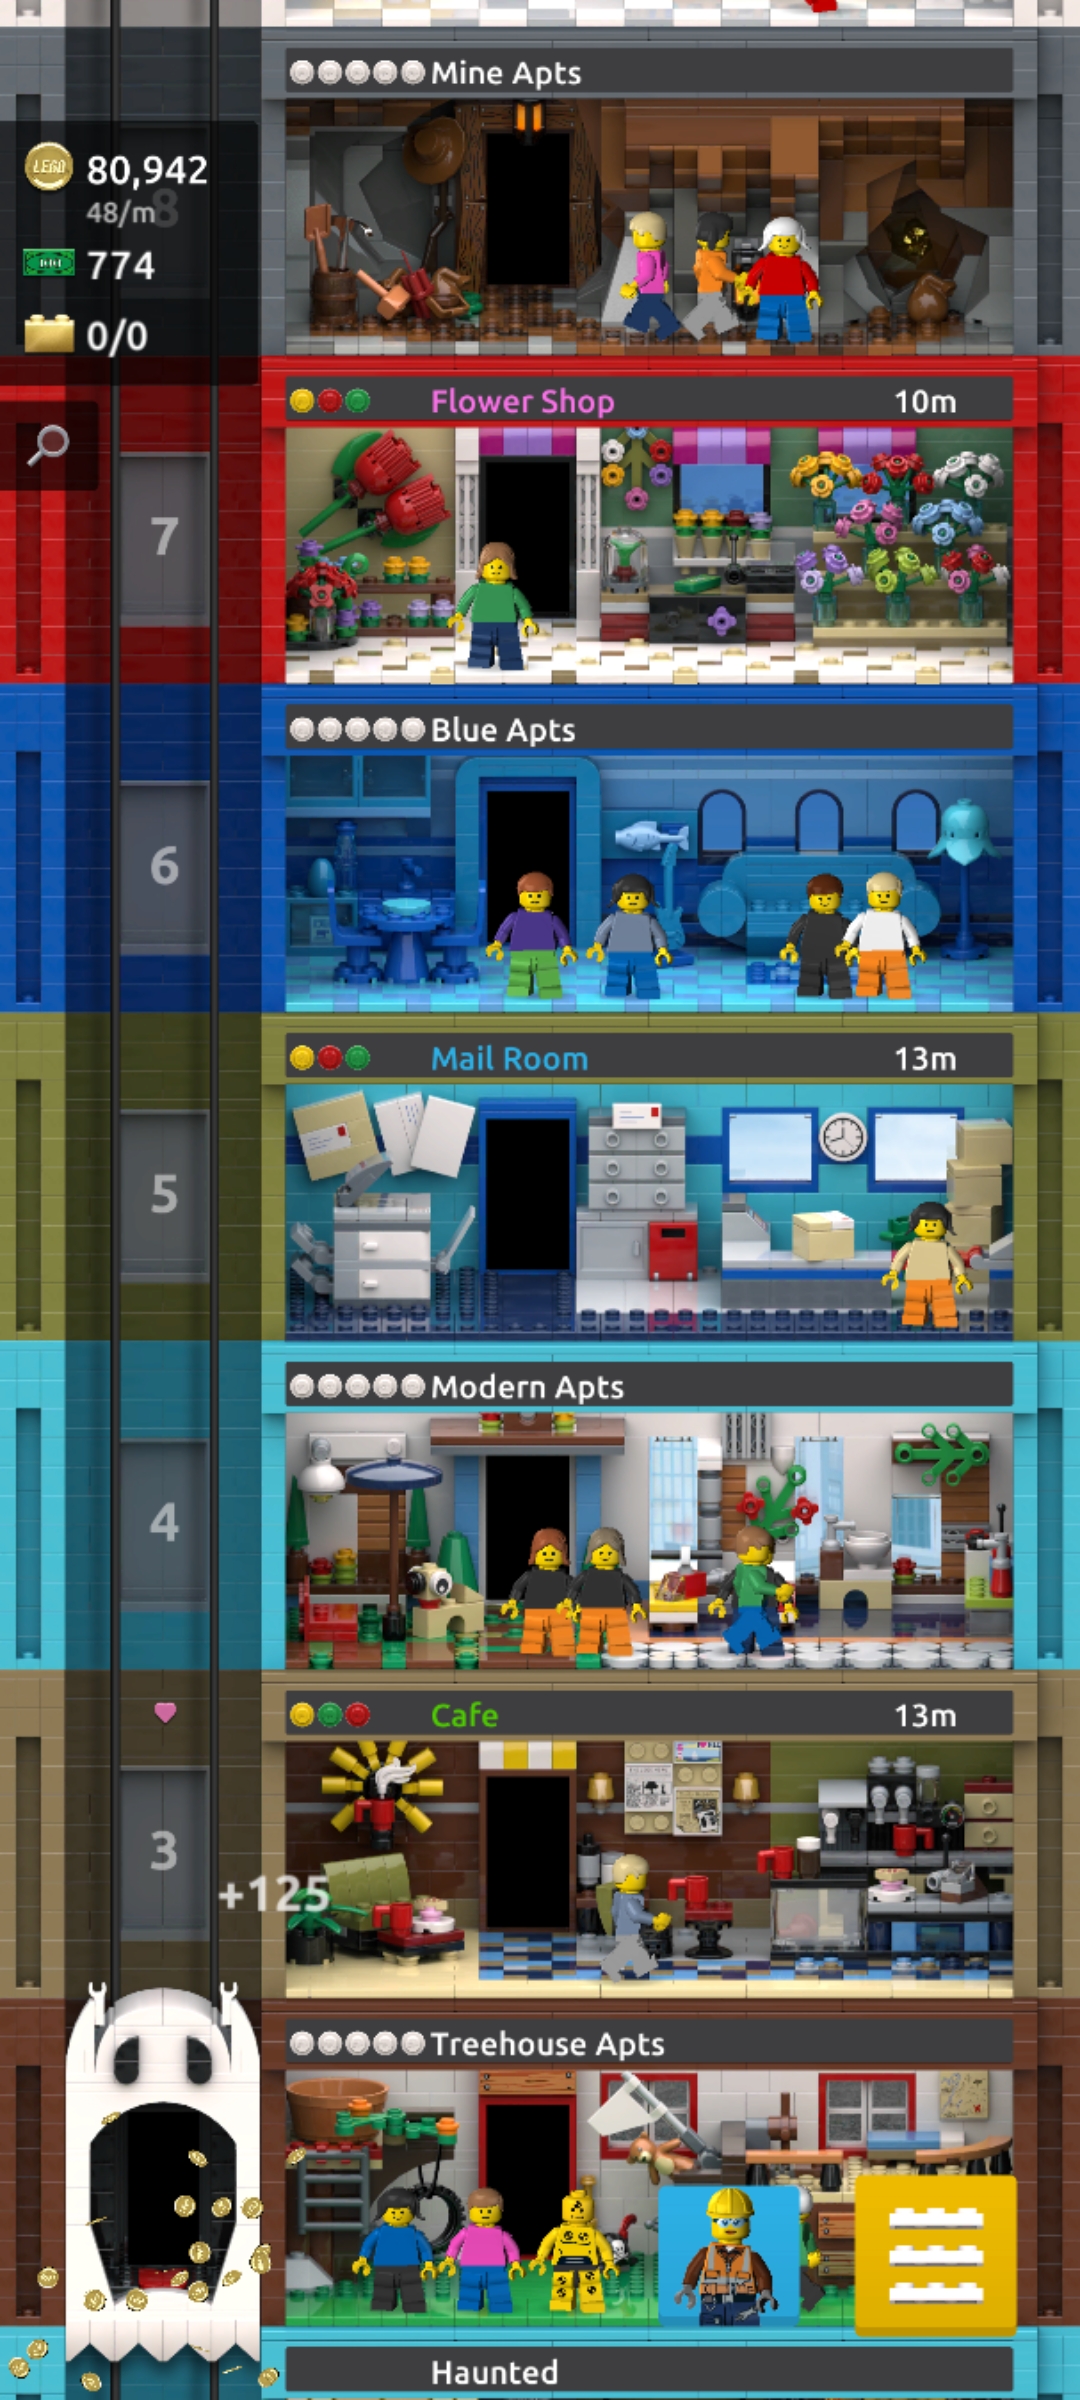 Mine Apts
LEGO 80,942
48/m
8
774
0/0
Flower Shop 10m
7
Blue Apts
6
Mail Room 13m
5
Modern Apts
4
Cafe 13m
3
+125
Treehouse Apts
Haunted